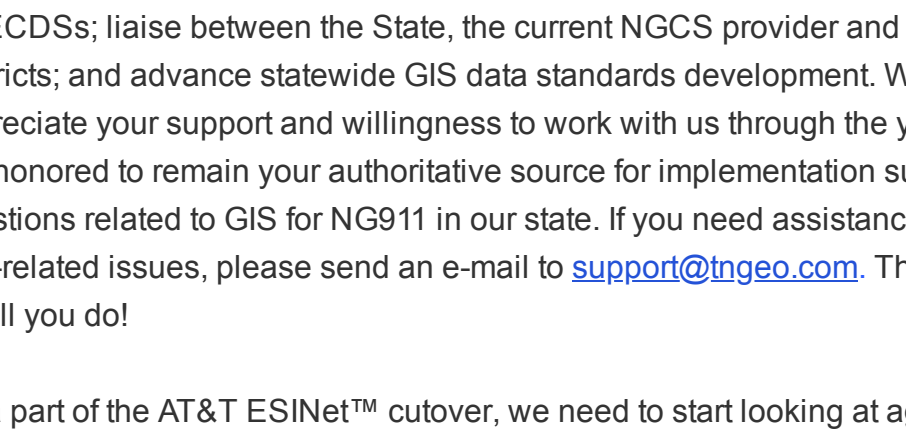 ECDSs; liaise between the State, the current NGCS provider and
ricts; and advance statewide GIS data standards development. W
reciate your support and willingness to work with us through the y
honored to remain your authoritative source for implementation su
stions related to GIS for NG911 in our state. If you need assistanc
-related issues, please send an e-mail to support@tngeo.com. Th
ll you do!
part of the AT&T ESINet™ cutover, we need to start looking at ag